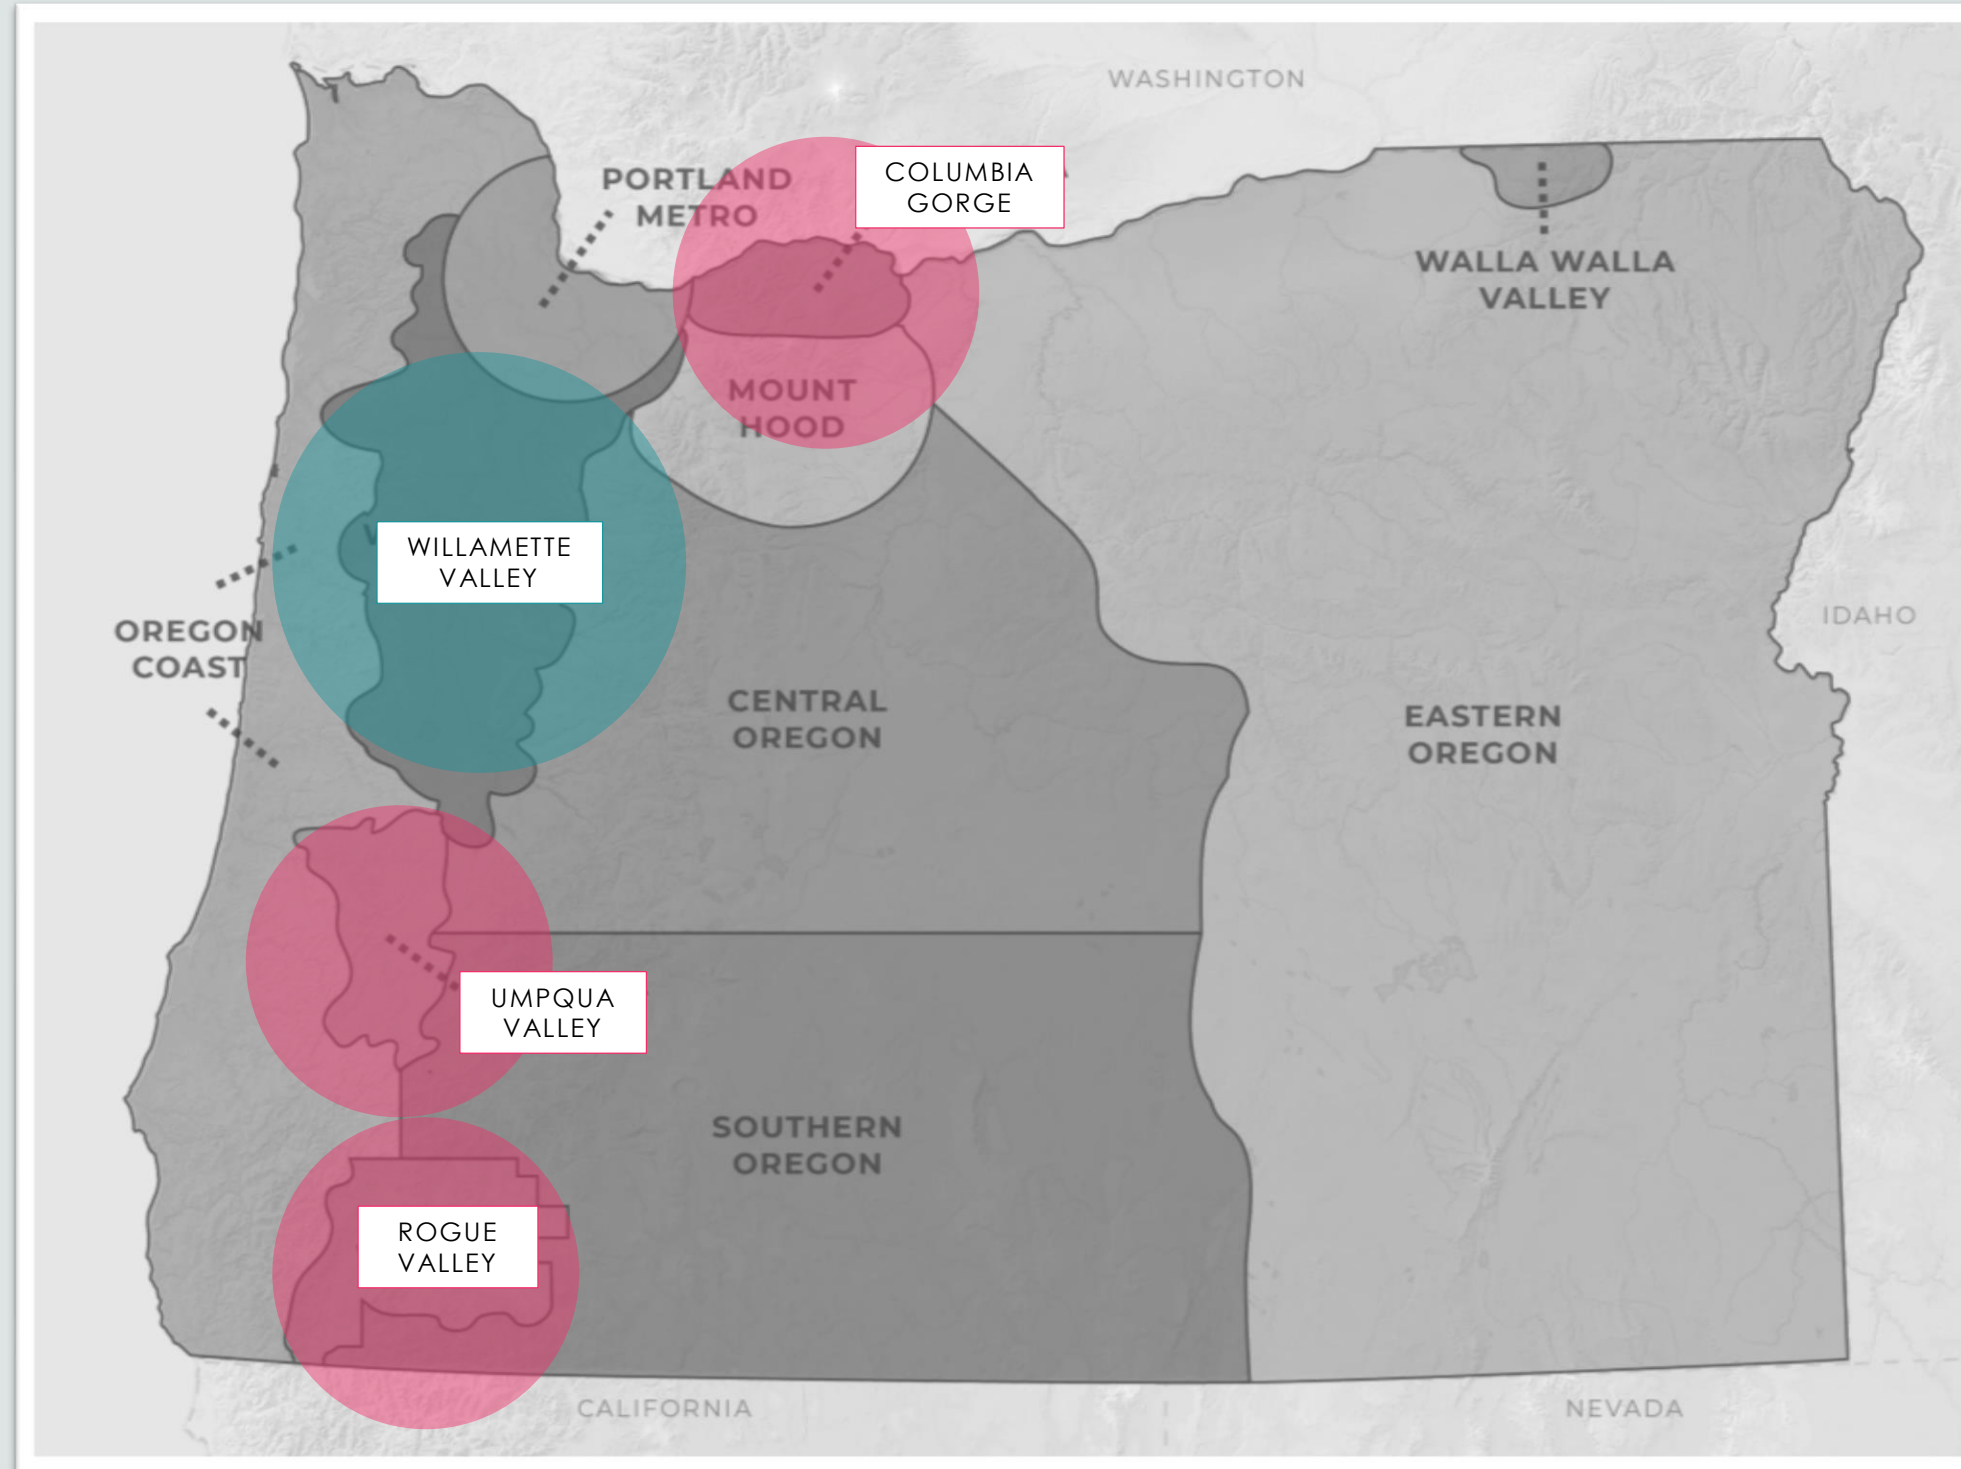 WASHINGTON
PORTLAND
METRO
COLUMBIA
GORGE
WALLA WALLA
VALLEY
MOUNT
HOOD
WILLAMETTE
VALLEY
OREGON
COAST
IDAHO
CENTRAL
OREGON
EASTERN
OREGON
UMPQUA
VALLEY
SOUTHERN
OREGON
ROGUE
VALLEY
CALIFORNIA
NEVADA